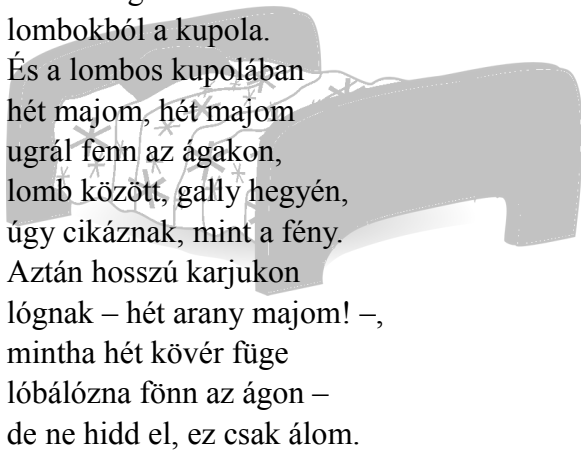 lombokból a kupola.
És a lombos kupolában
hét majom, hét majom
ugrál fenn az ágakon,
lomb között, gally hegyén,
úgy cikáznak, mint a fény.
Aztán hosszú karjukon
lógnak – hét arany majom! –,
mintha hét kövér füge
lóbálózna fönn az ágon –
de ne hidd el, ez csak álom.